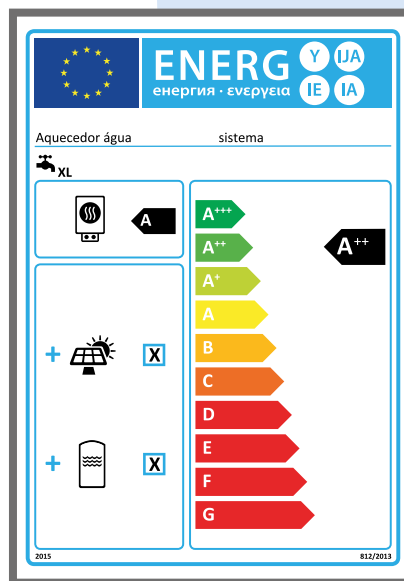 ENERG Y IJA
енергия · ενεργεια IE IA
Aquecedor água sistema
XL
A
A+++
A++
A++
A+
A
B
+ X
C
D
E
+ X
F
G
2015 812/2013